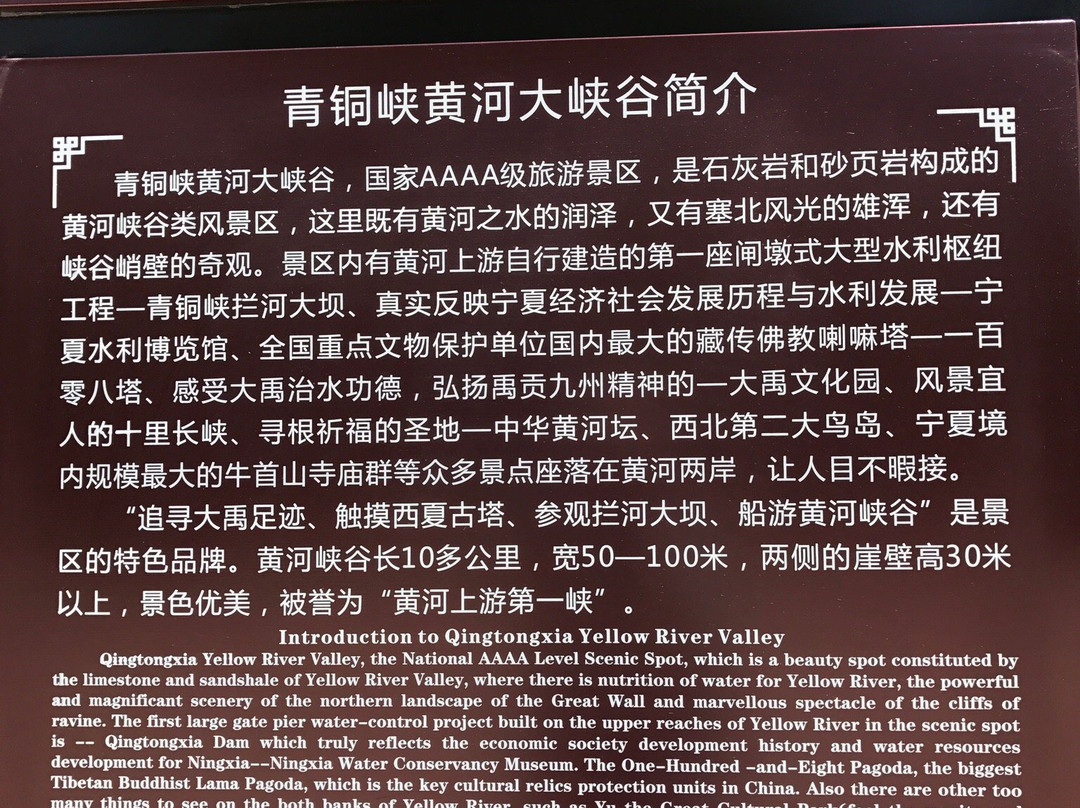 青铜峡黄河大峡谷简介
青铜峡黄河大峡谷，国家AAAA级旅游景区，是石灰岩和砂页岩构成的
黄河峡谷类风景区，这里既有黄河之水的润泽，又有塞北风光的雄浑，还有
峡谷峭壁的奇观。景区内有黄河上游自行建造的第一座闸墩式大型水利枢纽
工程—青铜峡拦河大坝、真实反映宁夏经济社会发展历程与水利发展—宁
夏水利博览馆、全国重点文物保护单位国内最大的藏传佛教喇嘛塔—一百
零八塔、感受大禹治水功德，弘扬禹贡九州精神的—大禹文化园、风景宜
人的十里长峡、寻根祈福的圣地—中华黄河坛、西北第二大鸟岛、宁夏境
内规模最大的牛首山寺庙群等众多景点座落在黄河两岸，让人目不暇接。
“追寻大禹足迹、触摸西夏古塔、参观拦河大坝、船游黄河峡谷”是景
区的特色品牌。黄河峡谷长10多公里，宽50—100米，两侧的崖壁高30米
以上，景色优美，被誉为“黄河上游第一峡”。
Introduction to Qingtongxia Yellow River Valley
Qingtongxia Yellow River Valley, the National AAAA Level Scenic Spot, which is a beauty spot constituted by
the limestone and sandshale of Yellow River Valley, where there is nutrition of water for Yellow River, the powerful
and magnificent scenery of the northern landscape of the Great Wall and marvellous spectacle of the cliffs of
ravine. The first large gate pier water-control project built on the upper reaches of Yellow River in the scenic spot
is -- Qingtongxia Dam which truly reflects the economic society development history and water resources
development for Ningxia--Ningxia Water Conservancy Museum. The One-Hundred -and-Eight Pagoda, the biggest
Tibetan Buddhist Lama Pagoda, which is the key cultural relics protection units in China. Also there are other too
many things to see on the both banks of Yellow River, such as Yu the Great Cultural